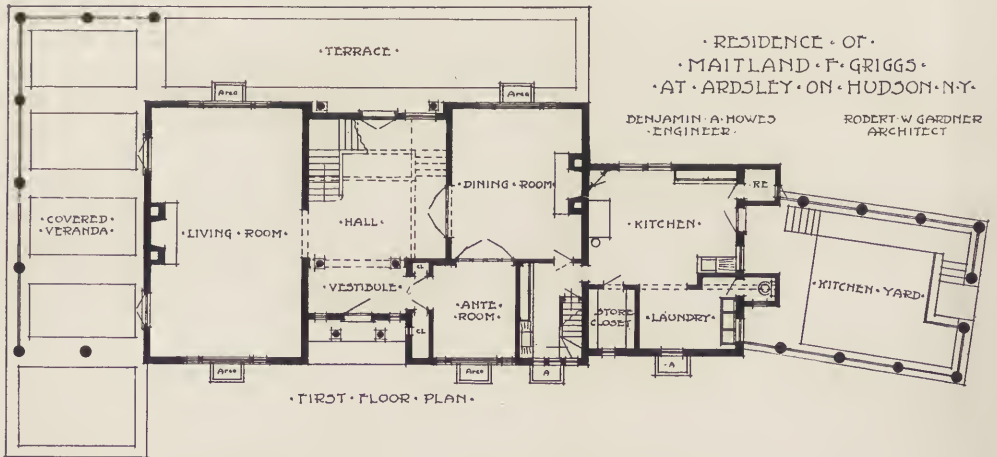 ·TERRACE·
·RESIDENCE·OF·
·MAITLAND·F·GRIGGS·
·AT·ARDSLEY·ON·HUDSON·N·Y·
BENJAMIN·A·HOWES
·ENGINEER·
ROBERT·W·GARDNER
ARCHITECT
Area
Area
·DINING·ROOM·
·RE·
·COVERED·
VERANDA·
·LIVING·ROOM·
·HALL·
·KITCHEN·
·VESTIBULE·
CL
·ANTE·
ROOM·
CL
STORE
CLOSET
·LAUNDRY·
·KITCHEN·YARD·
Area
Area
A
·A·
·FIRST·FLOOR·PLAN·